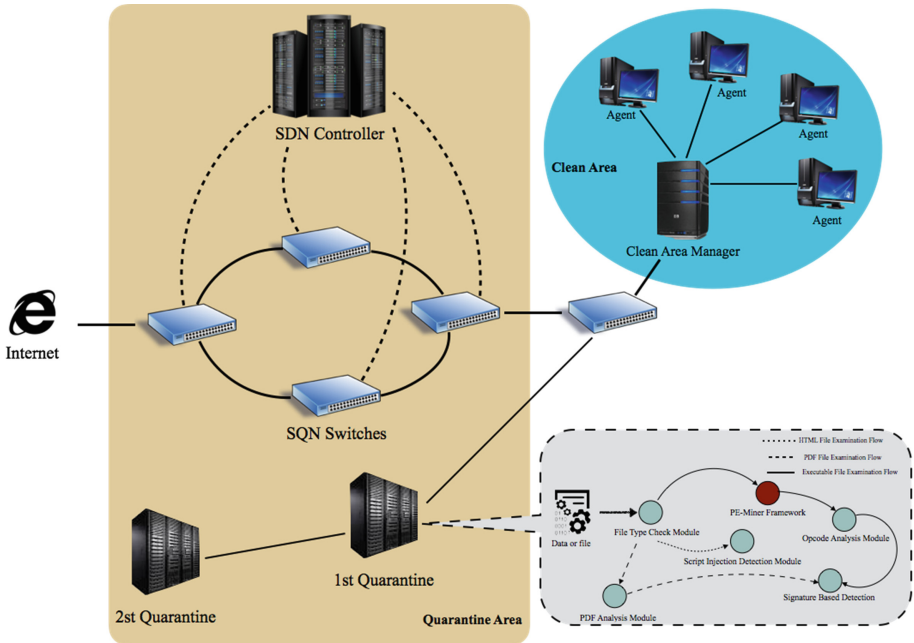 SDN Controller
Agent
Agent
Agent
Agent
Clean Area
Clean Area Manager
Internet
SQN Switches
HTML File Examination Flow
PDF File Examination Flow
Executable File Examination Flow
Data or file
File Type Check Module
PE-Miner Framework
Opcode Analysis Module
Script Injection Detection Module
PDF Analysis Module
Signature Based Detection
1st Quarantine
2st Quarantine
Quarantine Area